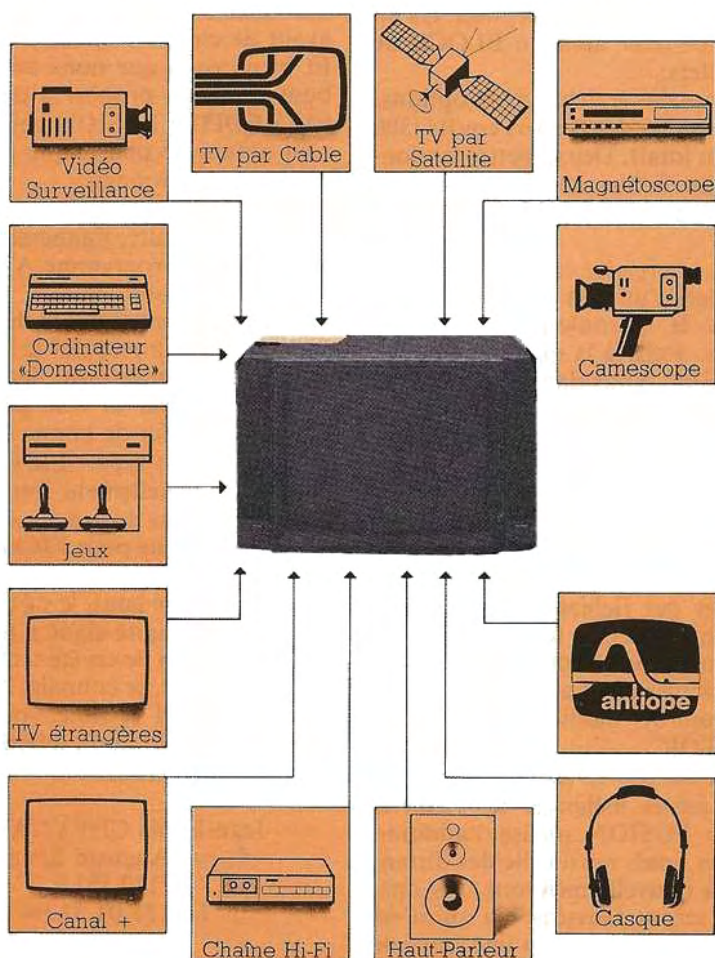 Vidéo
Surveillance
TV par Cable
TV par
Satellite
Magnétoscope
Ordinateur
«Domestique»
Camescope
Jeux
TV étrangères
antiope
Canal +
Chaîne Hi-Fi
Haut-Parleur
Casque